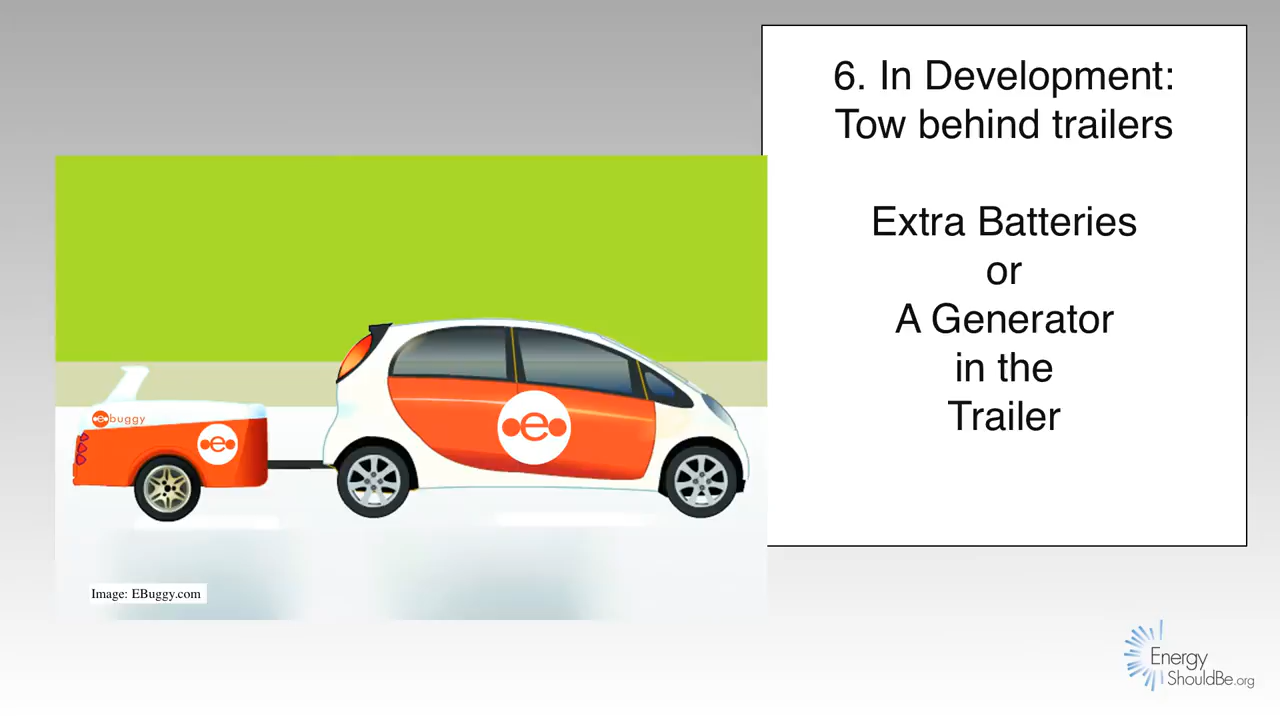 6. In Development:
Tow behind trailers
Extra Batteries
or
A Generator
in the
Trailer
ebuggy
e
e
Image: EBuggy.com
Energy
ShouldBe.org